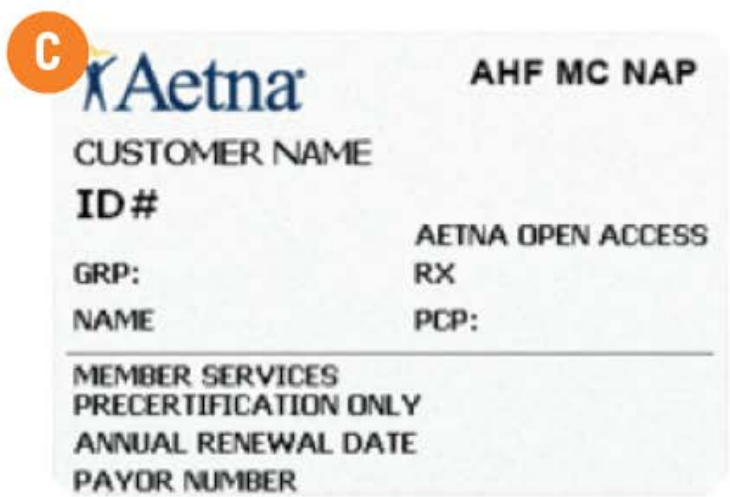 C
Aetna
AHF MC NAP
CUSTOMER NAME
ID#
AETNA OPEN ACCESS
GRP:
RX
NAME
PCP:
MEMBER SERVICES
PRECERTIFICATION ONLY
ANNUAL RENEWAL DATE
PAYOR NUMBER